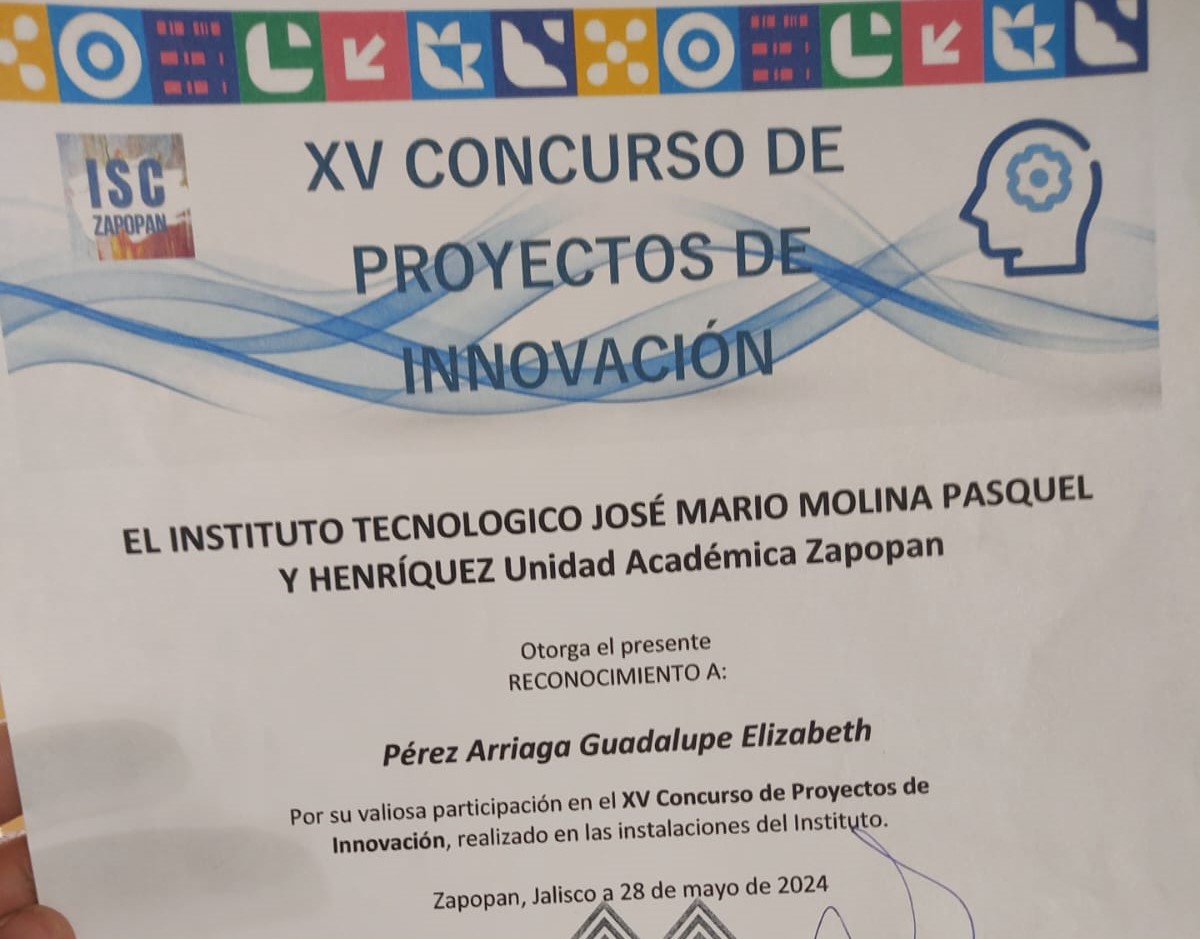 ISC
ZAPOPAN
XV CONCURSO DE
PROYECTOS DE
INNOVACIÓN
EL INSTITUTO TECNOLOGICO JOSÉ MARIO MOLINA PASQUEL
Y HENRÍQUEZ Unidad Académica Zapopan
Otorga el presente
RECONOCIMIENTO A:
Pérez Arriaga Guadalupe Elizabeth
Por su valiosa participación en el XV Concurso de Proyectos de
Innovación, realizado en las instalaciones del Instituto.
Zapopan, Jalisco a 28 de mayo de 2024